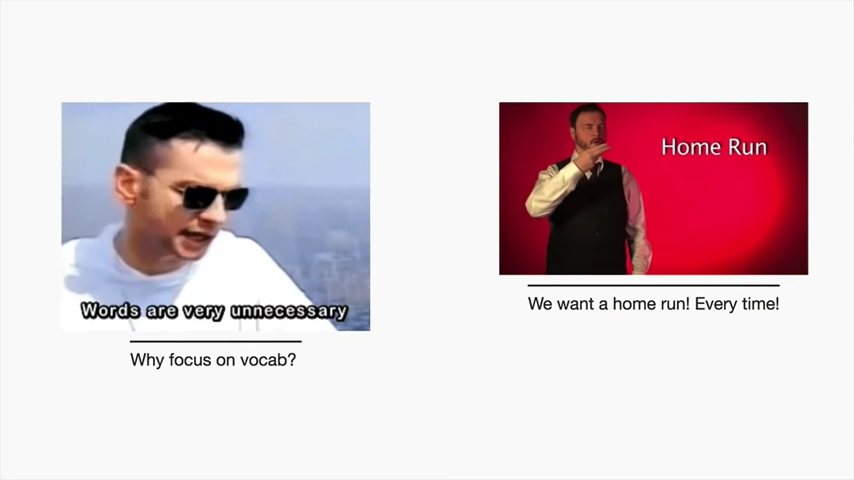 Words are very unnecessary
Why focus on vocab?
Home Run
We want a home run! Every time!